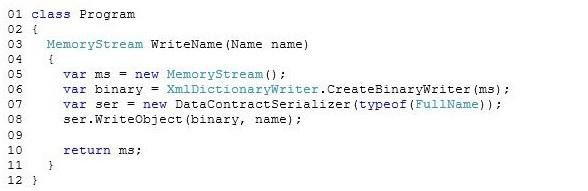 01 class Program
02 {
03   MemoryStream WriteName(Name name)
04   {
05     var ms = new MemoryStream();
06     var binary = XmlDictionaryWriter.CreateBinaryWriter(ms);
07     var ser = new DataContractSerializer(typeof(FullName));
08     ser.WriteObject(binary, name);
09
10     return ms;
11   }
12 }